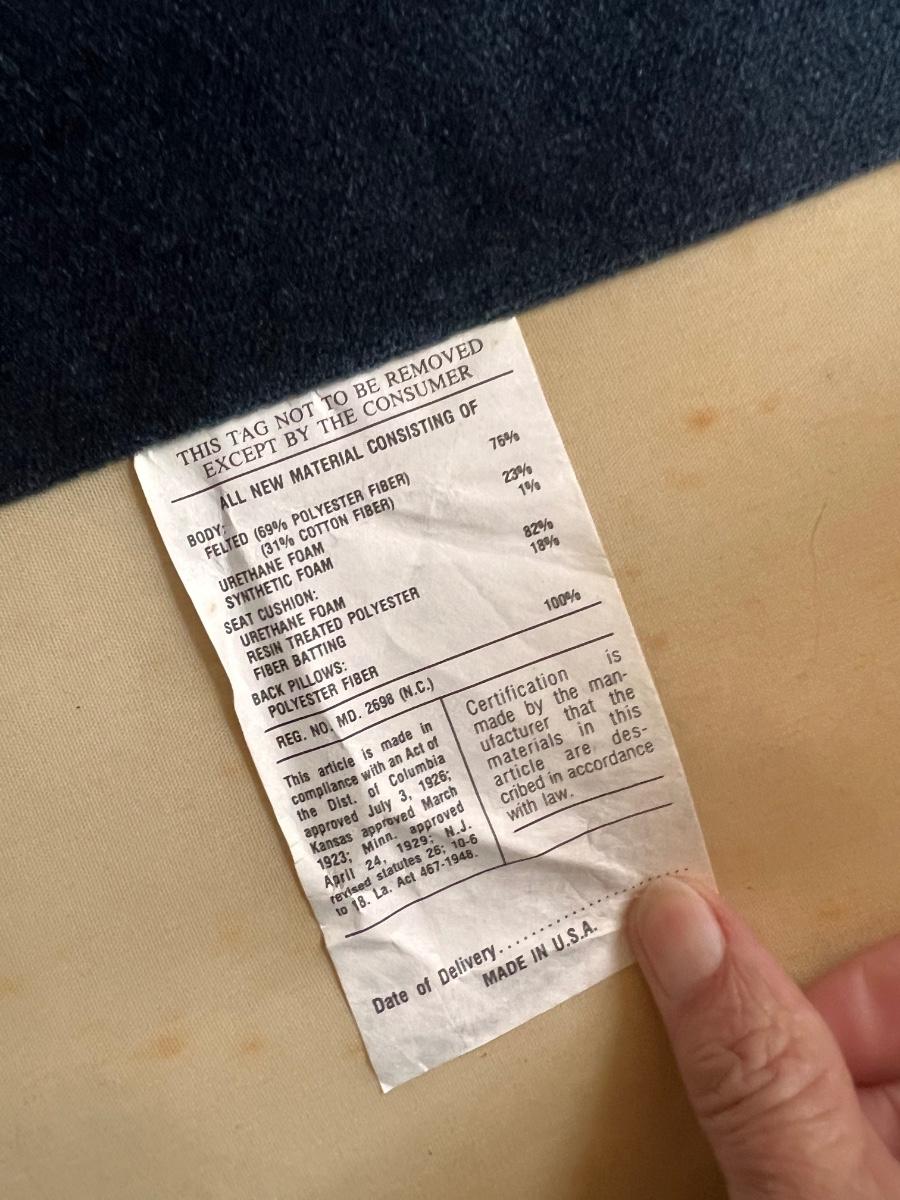 THIS TAG NOT TO BE REMOVED
EXCEPT BY THE CONSUMER
ALL NEW MATERIAL CONSISTING OF
BODY:
FELTED (69% POLYESTER FIBER) 76%
(31% COTTON FIBER)
URETHANE FOAM 23%
SYNTHETIC FOAM 1%
SEAT CUSHION:
URETHANE FOAM 82%
RESIN TREATED POLYESTER 18%
FIBER BATTING
BACK PILLOWS:
POLYESTER FIBER 100%
REG. NO. MD. 2698 (N.C.)
This article is made in
compliance with an Act of
the Dist. of Columbia
approved July 3, 1926;
Kansas approved March
1923; Minn. approved
April 24, 1929; N.J.
revised statutes 26; 10-6
to 18. La. Act 467-1948.
Certification is
made by the man-
ufacturer that the
materials in this
article are des-
cribed in accordance
with law.
Date of Delivery........................
MADE IN U.S.A.